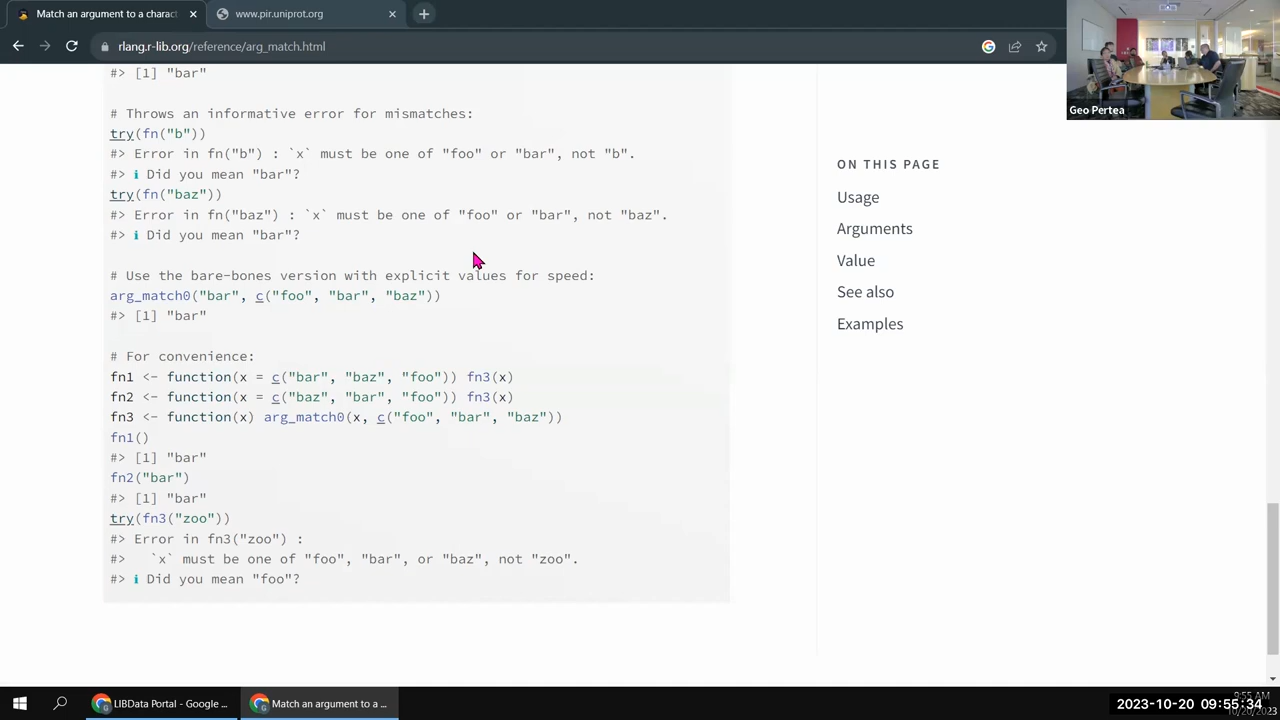 Match an argument to a charact
www.pir.uniprot.org
rlang.r-lib.org/reference/arg_match.html
Geo Pertea
#> [1] "bar"
# Throws an informative error for mismatches:
try(fn("b"))
#> Error in fn("b") : `x` must be one of "foo" or "bar", not "b".
#> ℹ Did you mean "bar"?
try(fn("baz"))
#> Error in fn("baz") : `x` must be one of "foo" or "bar", not "baz".
#> ℹ Did you mean "bar"?
# Use the bare-bones version with explicit values for speed:
arg_match0("bar", c("foo", "bar", "baz"))
#> [1] "bar"
# For convenience:
fn1 <- function(x = c("bar", "baz", "foo")) fn3(x)
fn2 <- function(x = c("baz", "bar", "foo")) fn3(x)
fn3 <- function(x) arg_match0(x, c("foo", "bar", "baz"))
fn1()
#> [1] "bar"
fn2("bar")
#> [1] "bar"
try(fn3("zoo"))
#> Error in fn3("zoo") :
#>   `x` must be one of "foo", "bar", or "baz", not "zoo".
#> ℹ Did you mean "foo"?
ON THIS PAGE
Usage
Arguments
Value
See also
Examples
LIBData Portal - Google ...
Match an argument to a ...
9:55 AM
2023-10-20 09:55:34
10/20/2023